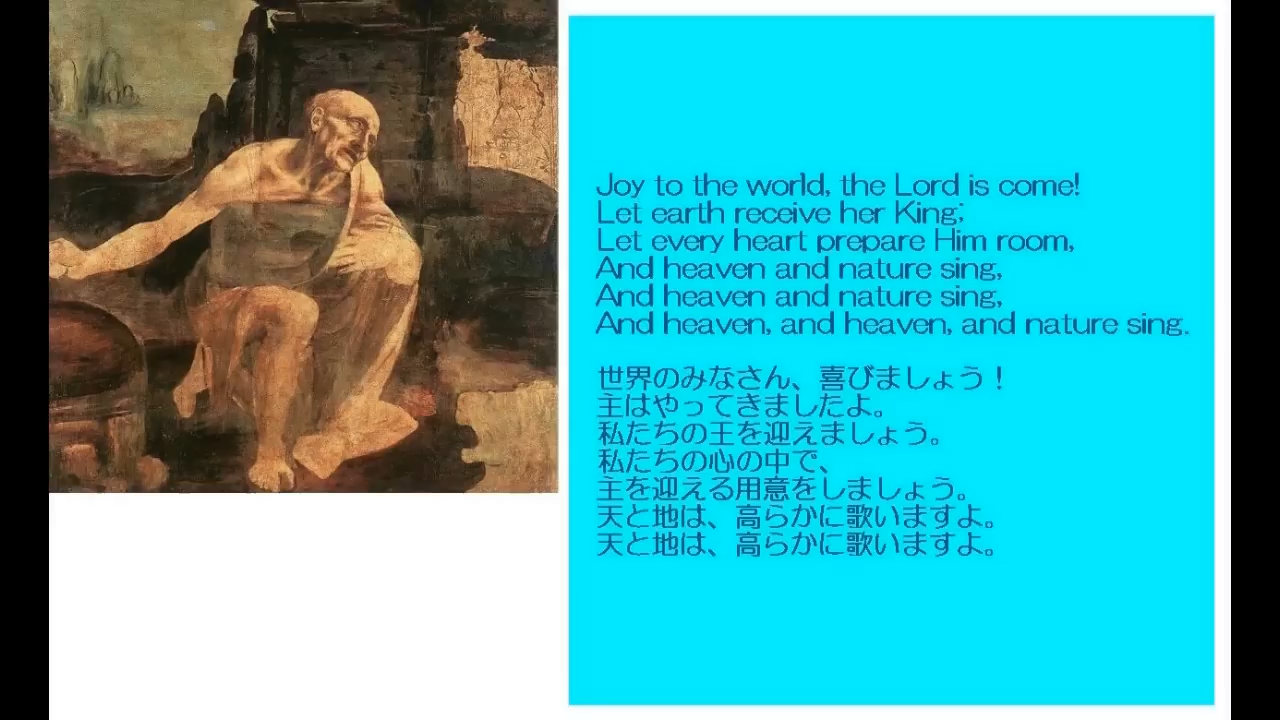 Joy to the world, the Lord is come!
Let earth receive her King;
Let every heart prepare Him room,
And heaven and nature sing,
And heaven and nature sing,
And heaven, and heaven, and nature sing.
世界のみなさん、喜びましょう！
主はやってきましたよ。
私たちの王を迎えましょう。
私たちの心の中で、
主を迎える用意をしましょう。
天と地は、高らかに歌いますよ。
天と地は、高らかに歌いますよ。